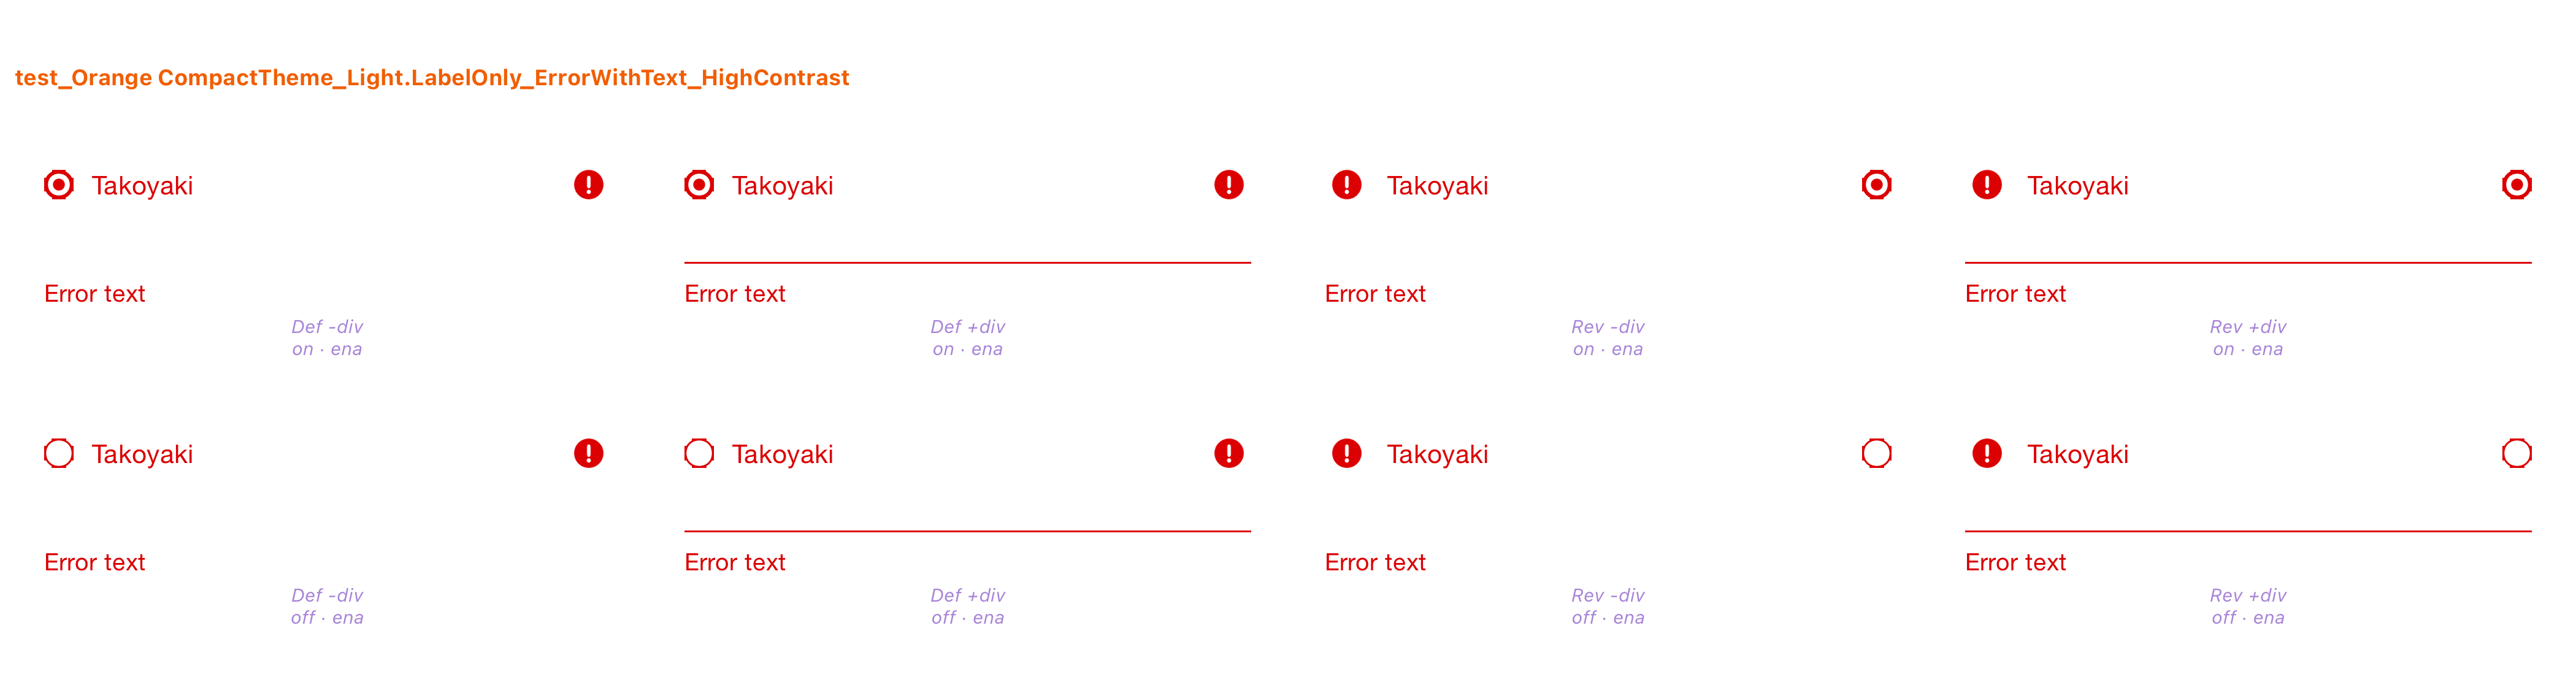 test_Orange CompactTheme_Light.LabelOnly_ErrorWithText_HighContrast
Takoyaki
Takoyaki
Takoyaki
Takoyaki
Error text
Error text
Error text
Error text
Def -div
on · ena
Def +div
on · ena
Rev -div
on · ena
Rev +div
on · ena
Takoyaki
Takoyaki
Takoyaki
Takoyaki
Error text
Error text
Error text
Error text
Def -div
off · ena
Def +div
off · ena
Rev -div
off · ena
Rev +div
off · ena